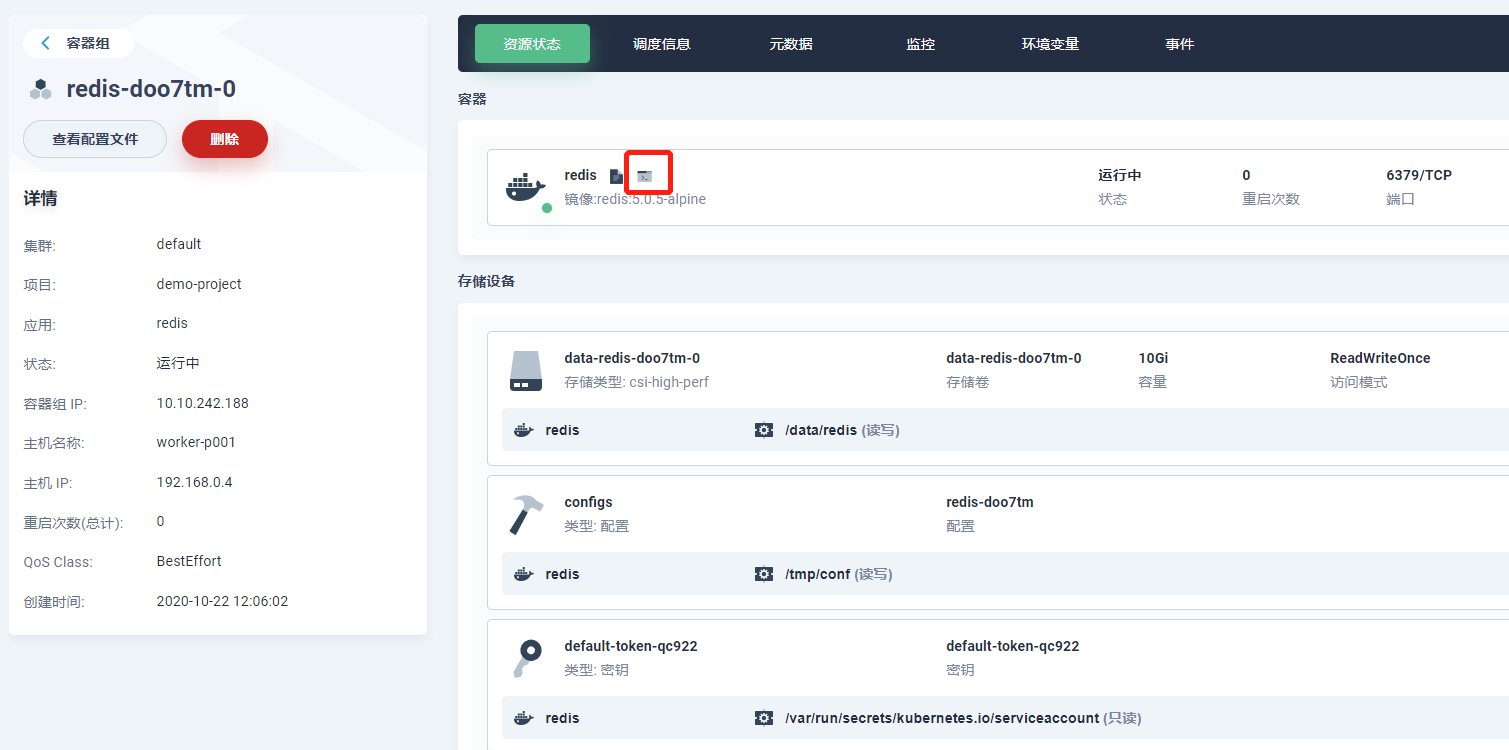 容器组
redis-doo7tm-0
查看配置文件 删除
详情
集群: default
项目: demo-project
应用: redis
状态: 运行中
容器组 IP: 10.10.242.188
主机名称: worker-p001
主机 IP: 192.168.0.4
重启次数(总计): 0
QoS Class: BestEffort
创建时间: 2020-10-22 12:06:02
资源状态 调度信息 元数据 监控 环境变量 事件
容器
redis 运行中 0 6379/TCP
镜像:redis:5.0.5-alpine 状态 重启次数 端口
存储设备
data-redis-doo7tm-0 data-redis-doo7tm-0 10Gi ReadWriteOnce
存储类型: csi-high-perf 存储卷 容量 访问模式
redis /data/redis (读写)
configs redis-doo7tm
类型: 配置 配置
redis /tmp/conf (读写)
default-token-qc922 default-token-qc922
类型: 密钥 密钥
redis /var/run/secrets/kubernetes.io/serviceaccount (只读)